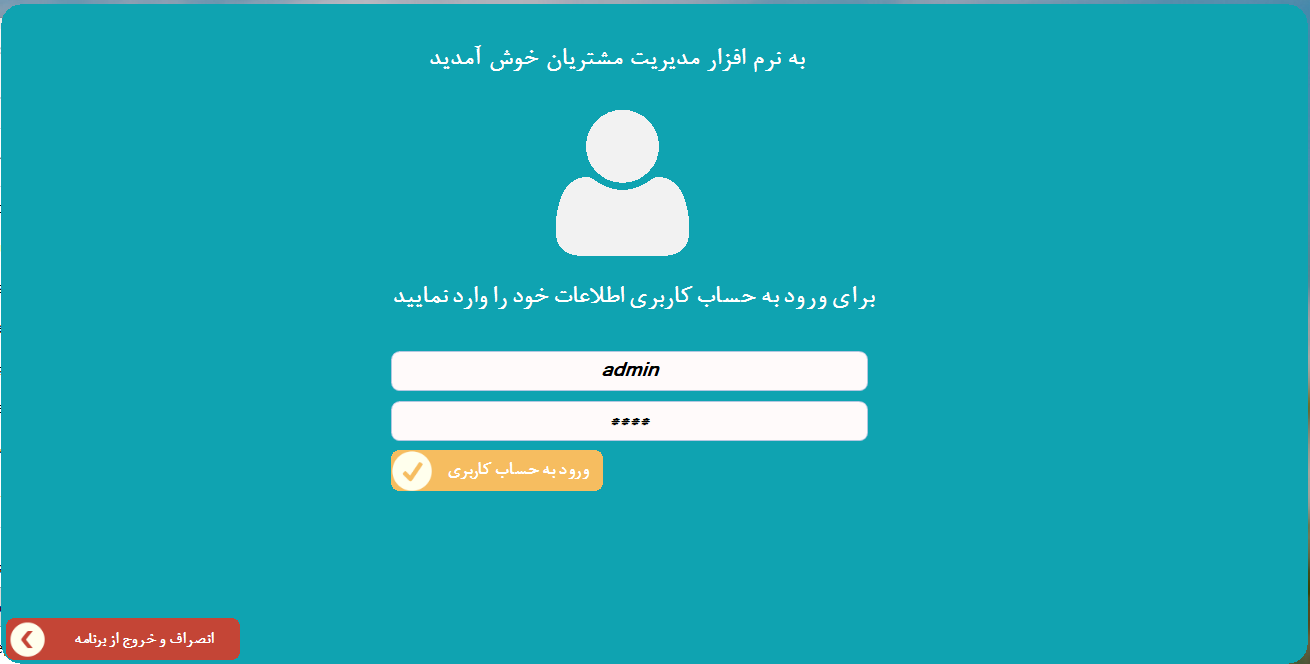 به نرم افزار مدیریت مشتریان خوش آمدید
برای ورود به حساب کاربری اطلاعات خود را وارد نمایید
admin
****
ورود به حساب کاربری
انصراف و خروج از برنامه